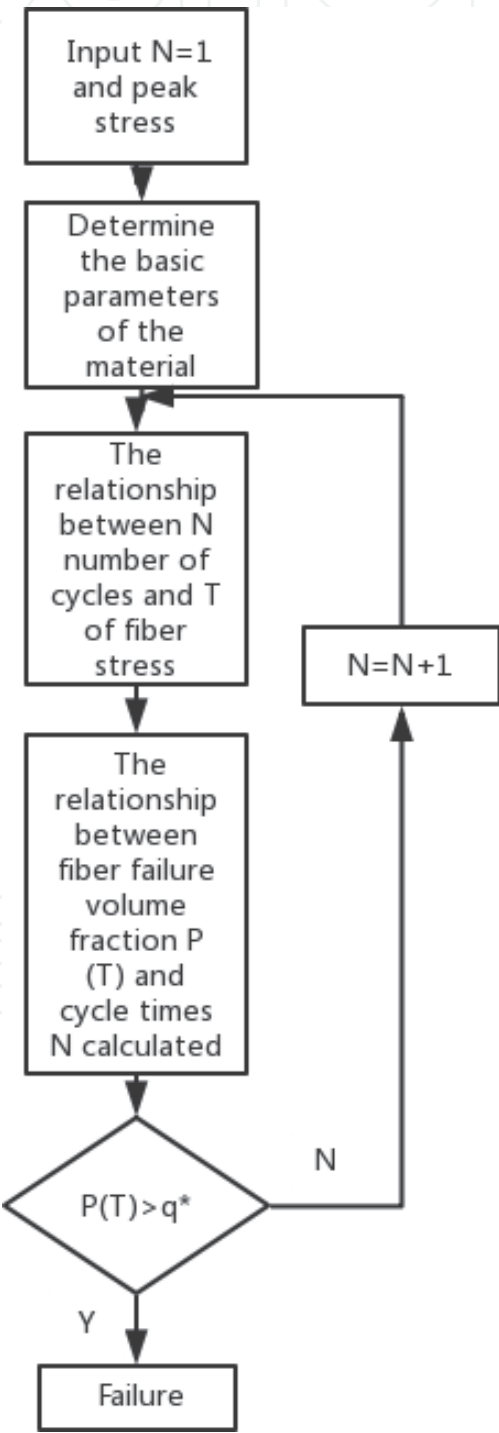 Input N=1
and peak
stress
Determine
the basic
parameters
of the
material
The
relationship
between N
number of
cycles and T
of fiber
stress
N=N+1
The
relationship
between
fiber failure
volume
fraction P
(T) and
cycle times
N calculated
P(T)>q*
N
Y
Failure